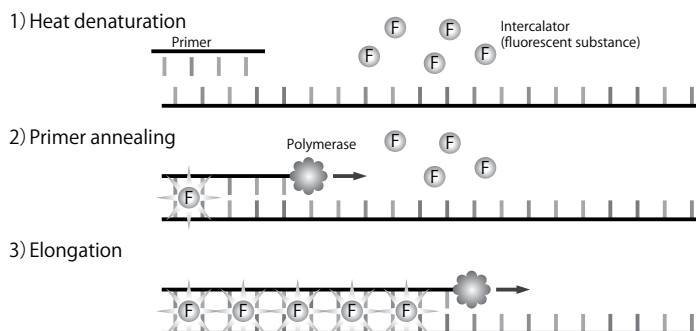 1) Heat denaturation
Primer
F
F
F
F
F
Intercalator
(fluorescent substance)
2) Primer annealing
Polymerase
F
F
F
F
F
3) Elongation
F
F
F
F
F